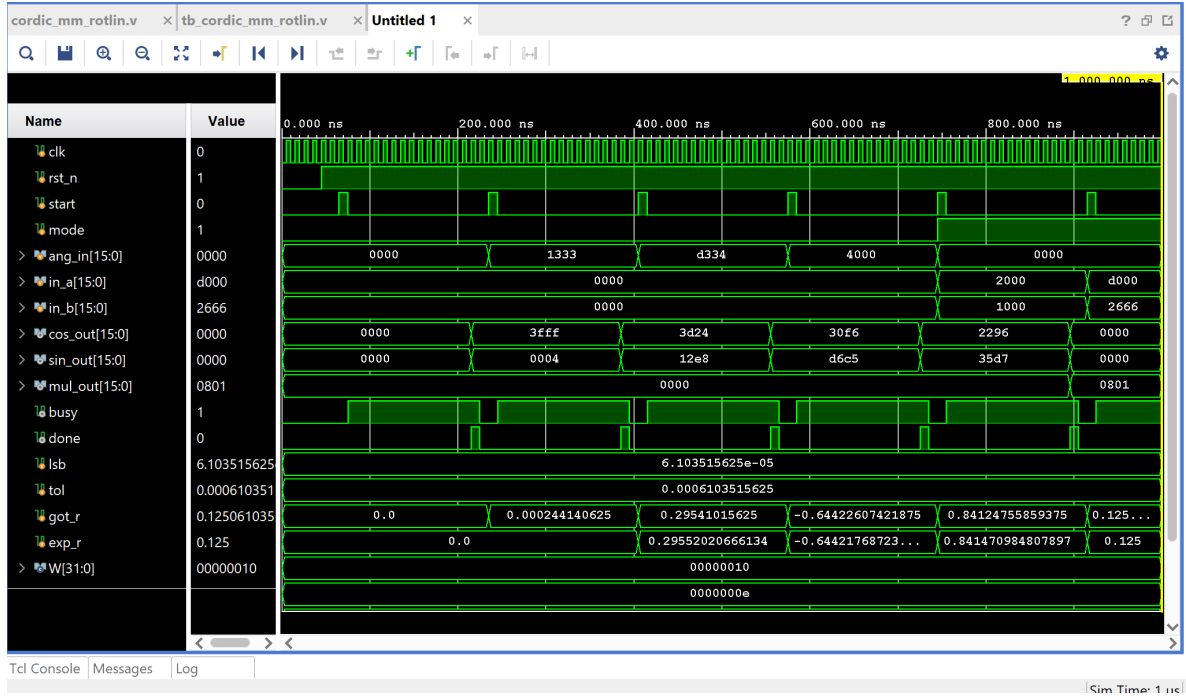 cordic_mm_rotlin.v × tb_cordic_mm_rotlin.v × Untitled 1 ×
1,000.000 ns
Name Value 0.000 ns 200.000 ns 400.000 ns 600.000 ns 800.000 ns
clk 0
rst_n 1
start 0
mode 1
ang_in[15:0] 0000 0000 1333 d334 4000 0000
in_a[15:0] d000 0000 2000 d000
in_b[15:0] 2666 0000 1000 2666
cos_out[15:0] 0000 0000 3fff 3d24 30f6 2296 0000
sin_out[15:0] 0000 0000 0004 12e8 d6c5 35d7 0000
mul_out[15:0] 0801 0000 0801
busy 1
done 0
lsb 6.103515625 6.103515625e-05
tol 0.000610351 0.0006103515625
got_r 0.125061035 0.0 0.000244140625 0.29541015625 -0.64422607421875 0.84124755859375 0.125...
exp_r 0.125 0.0 0.29552020666134 -0.64421768723... 0.841470984807897 0.125
W[31:0] 00000010 00000010
0000000e
Tcl Console Messages Log
Sim Time: 1 us